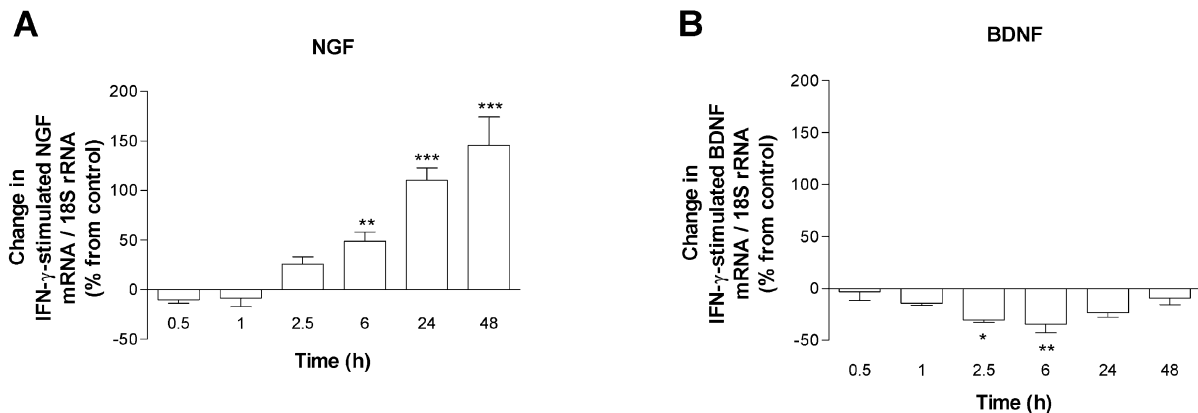 A
NGF
Change in
IFN-γ-stimulated NGF
mRNA / 18S rRNA
(% from control)
200
150
100
50
0
-50
**
***
***
0.5 1 2.5 6 24 48
Time (h)
B
BDNF
Change in
IFN-γ-stimulated BDNF
mRNA / 18S rRNA
(% from control)
200
150
100
50
0
-50
*
**
0.5 1 2.5 6 24 48
Time (h)